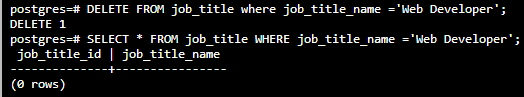 postgres=# DELETE FROM job_title where job_title_name ='Web Developer';
DELETE 1
postgres=# SELECT * FROM job_title WHERE job_title_name ='Web Developer';
 job_title_id | job_title_name
--------------+----------------
(0 rows)